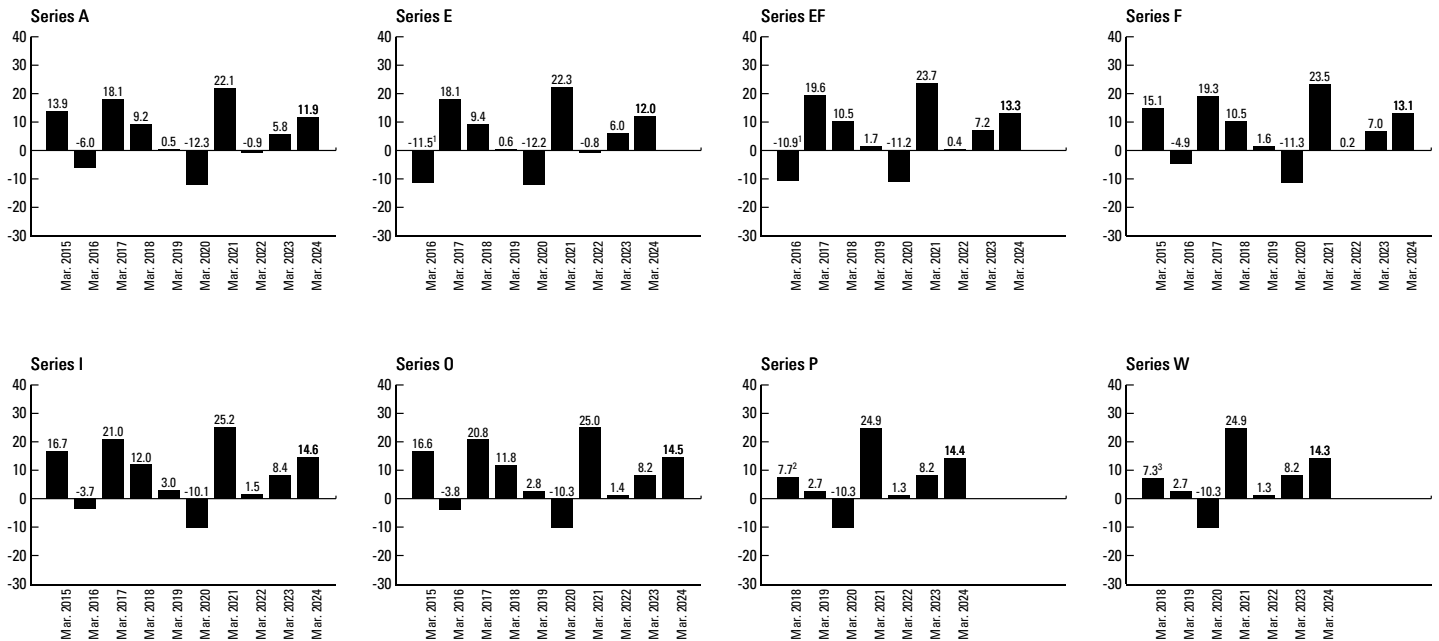 Series A
40
30
20
10
0
-10
-20
-30
13.9
-6.0
18.1
9.2
0.5
-12.3
22.1
-0.9
5.8
11.9
Mar. 2015
Mar. 2016
Mar. 2017
Mar. 2018
Mar. 2019
Mar. 2020
Mar. 2021
Mar. 2022
Mar. 2023
Mar. 2024
Series E
40
30
20
10
0
-10
-20
-30
-11.5¹
18.1
9.4
0.6
-12.2
22.3
-0.8
6.0
12.0
Mar. 2016
Mar. 2017
Mar. 2018
Mar. 2019
Mar. 2020
Mar. 2021
Mar. 2022
Mar. 2023
Mar. 2024
Series EF
40
30
20
10
0
-10
-20
-30
-10.9¹
19.6
10.5
1.7
-11.2
23.7
0.4
7.2
13.3
Mar. 2016
Mar. 2017
Mar. 2018
Mar. 2019
Mar. 2020
Mar. 2021
Mar. 2022
Mar. 2023
Mar. 2024
Series F
40
30
20
10
0
-10
-20
-30
15.1
-4.9
19.3
10.5
1.6
-11.3
23.5
0.2
7.0
13.1
Mar. 2015
Mar. 2016
Mar. 2017
Mar. 2018
Mar. 2019
Mar. 2020
Mar. 2021
Mar. 2022
Mar. 2023
Mar. 2024
Series I
40
30
20
10
0
-10
-20
-30
16.7
-3.7
21.0
12.0
3.0
-10.1
25.2
1.5
8.4
14.6
Mar. 2015
Mar. 2016
Mar. 2017
Mar. 2018
Mar. 2019
Mar. 2020
Mar. 2021
Mar. 2022
Mar. 2023
Mar. 2024
Series O
40
30
20
10
0
-10
-20
-30
16.6
-3.8
20.8
11.8
2.8
-10.3
25.0
1.4
8.2
14.5
Mar. 2015
Mar. 2016
Mar. 2017
Mar. 2018
Mar. 2019
Mar. 2020
Mar. 2021
Mar. 2022
Mar. 2023
Mar. 2024
Series P
40
30
20
10
0
-10
-20
-30
7.7²
2.7
-10.3
24.9
1.3
8.2
14.4
Mar. 2018
Mar. 2019
Mar. 2020
Mar. 2021
Mar. 2022
Mar. 2023
Mar. 2024
Series W
40
30
20
10
0
-10
-20
-30
7.3³
2.7
-10.3
24.9
1.3
8.2
14.3
Mar. 2018
Mar. 2019
Mar. 2020
Mar. 2021
Mar. 2022
Mar. 2023
Mar. 2024